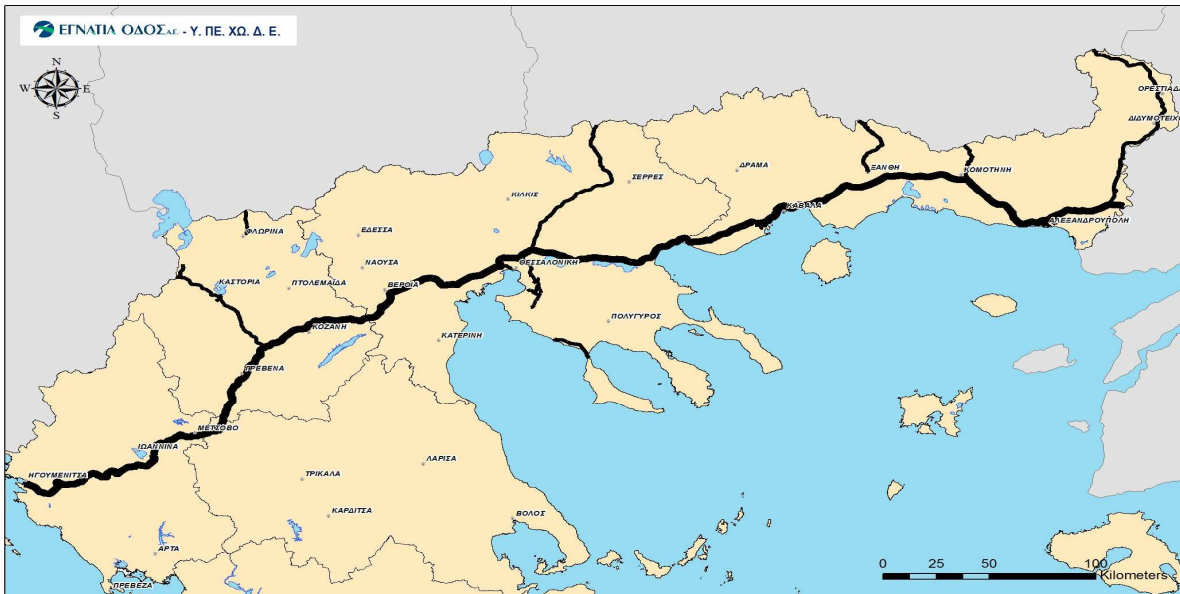 ΕΓΝΑΤΙΑ ΟΔΟΣ Α.Ε. - Υ. ΠΕ. ΧΩ. Δ. Ε.
N
W E
S
ΟΡΕΣΤΙΑΔΑ
ΔΙΔΥΜΟΤΕΙΧΟ
ΔΡΑΜΑ
ΞΑΝΘΗ
ΚΟΜΟΤΗΝΗ
ΣΕΡΡΕΣ
ΚΙΛΚΙΣ
ΚΑΒΑΛΑ
ΑΛΕΞΑΝΔΡΟΥΠΟΛΗ
ΦΛΩΡΙΝΑ
ΕΔΕΣΣΑ
ΘΕΣΣΑΛΟΝΙΚΗ
ΝΑΟΥΣΑ
ΚΑΣΤΟΡΙΑ
ΠΤΟΛΕΜΑΪΔΑ
ΒΕΡΟΙΑ
ΠΟΛΥΓΥΡΟΣ
ΚΟΖΑΝΗ
ΚΑΤΕΡΙΝΗ
ΓΡΕΒΕΝΑ
ΜΕΤΣΟΒΟ
ΙΩΑΝΝΙΝΑ
ΛΑΡΙΣΑ
ΗΓΟΥΜΕΝΙΤΣΑ
ΤΡΙΚΑΛΑ
ΚΑΡΔΙΤΣΑ
ΒΟΛΟΣ
ΑΡΤΑ
ΠΡΕΒΕΖΑ
0 25 50 100
Kilometers